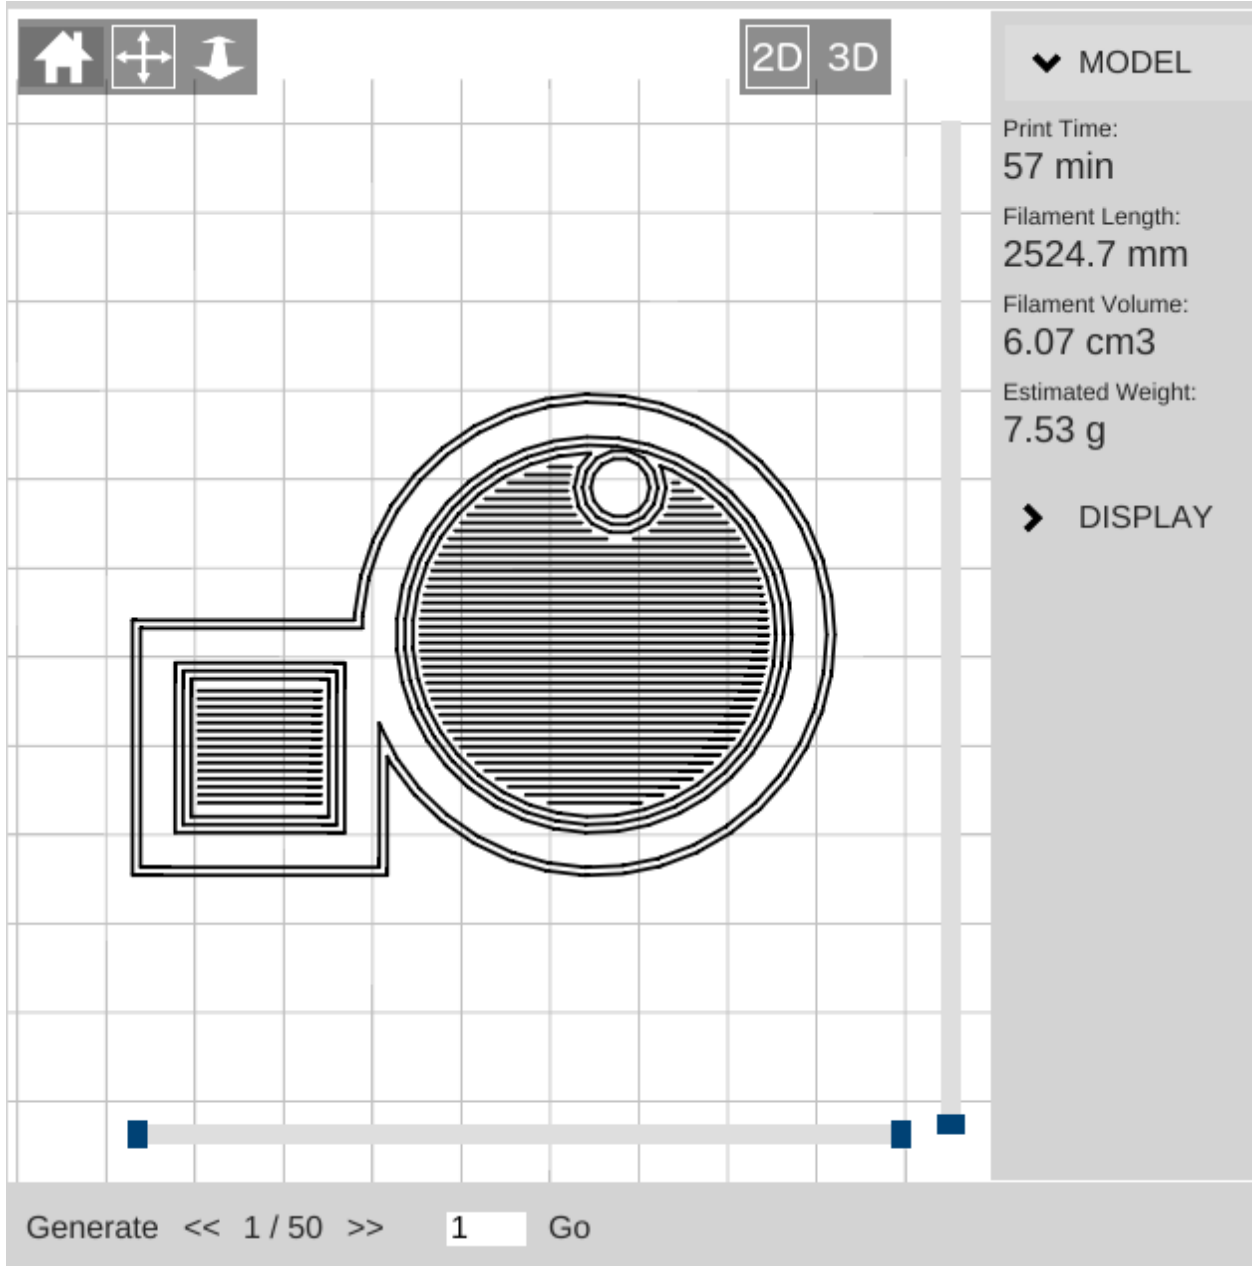 2D 3D
MODEL
Print Time:
57 min
Filament Length:
2524.7 mm
Filament Volume:
6.07 cm3
Estimated Weight:
7.53 g
DISPLAY
Generate << 1 / 50 >> 1 Go